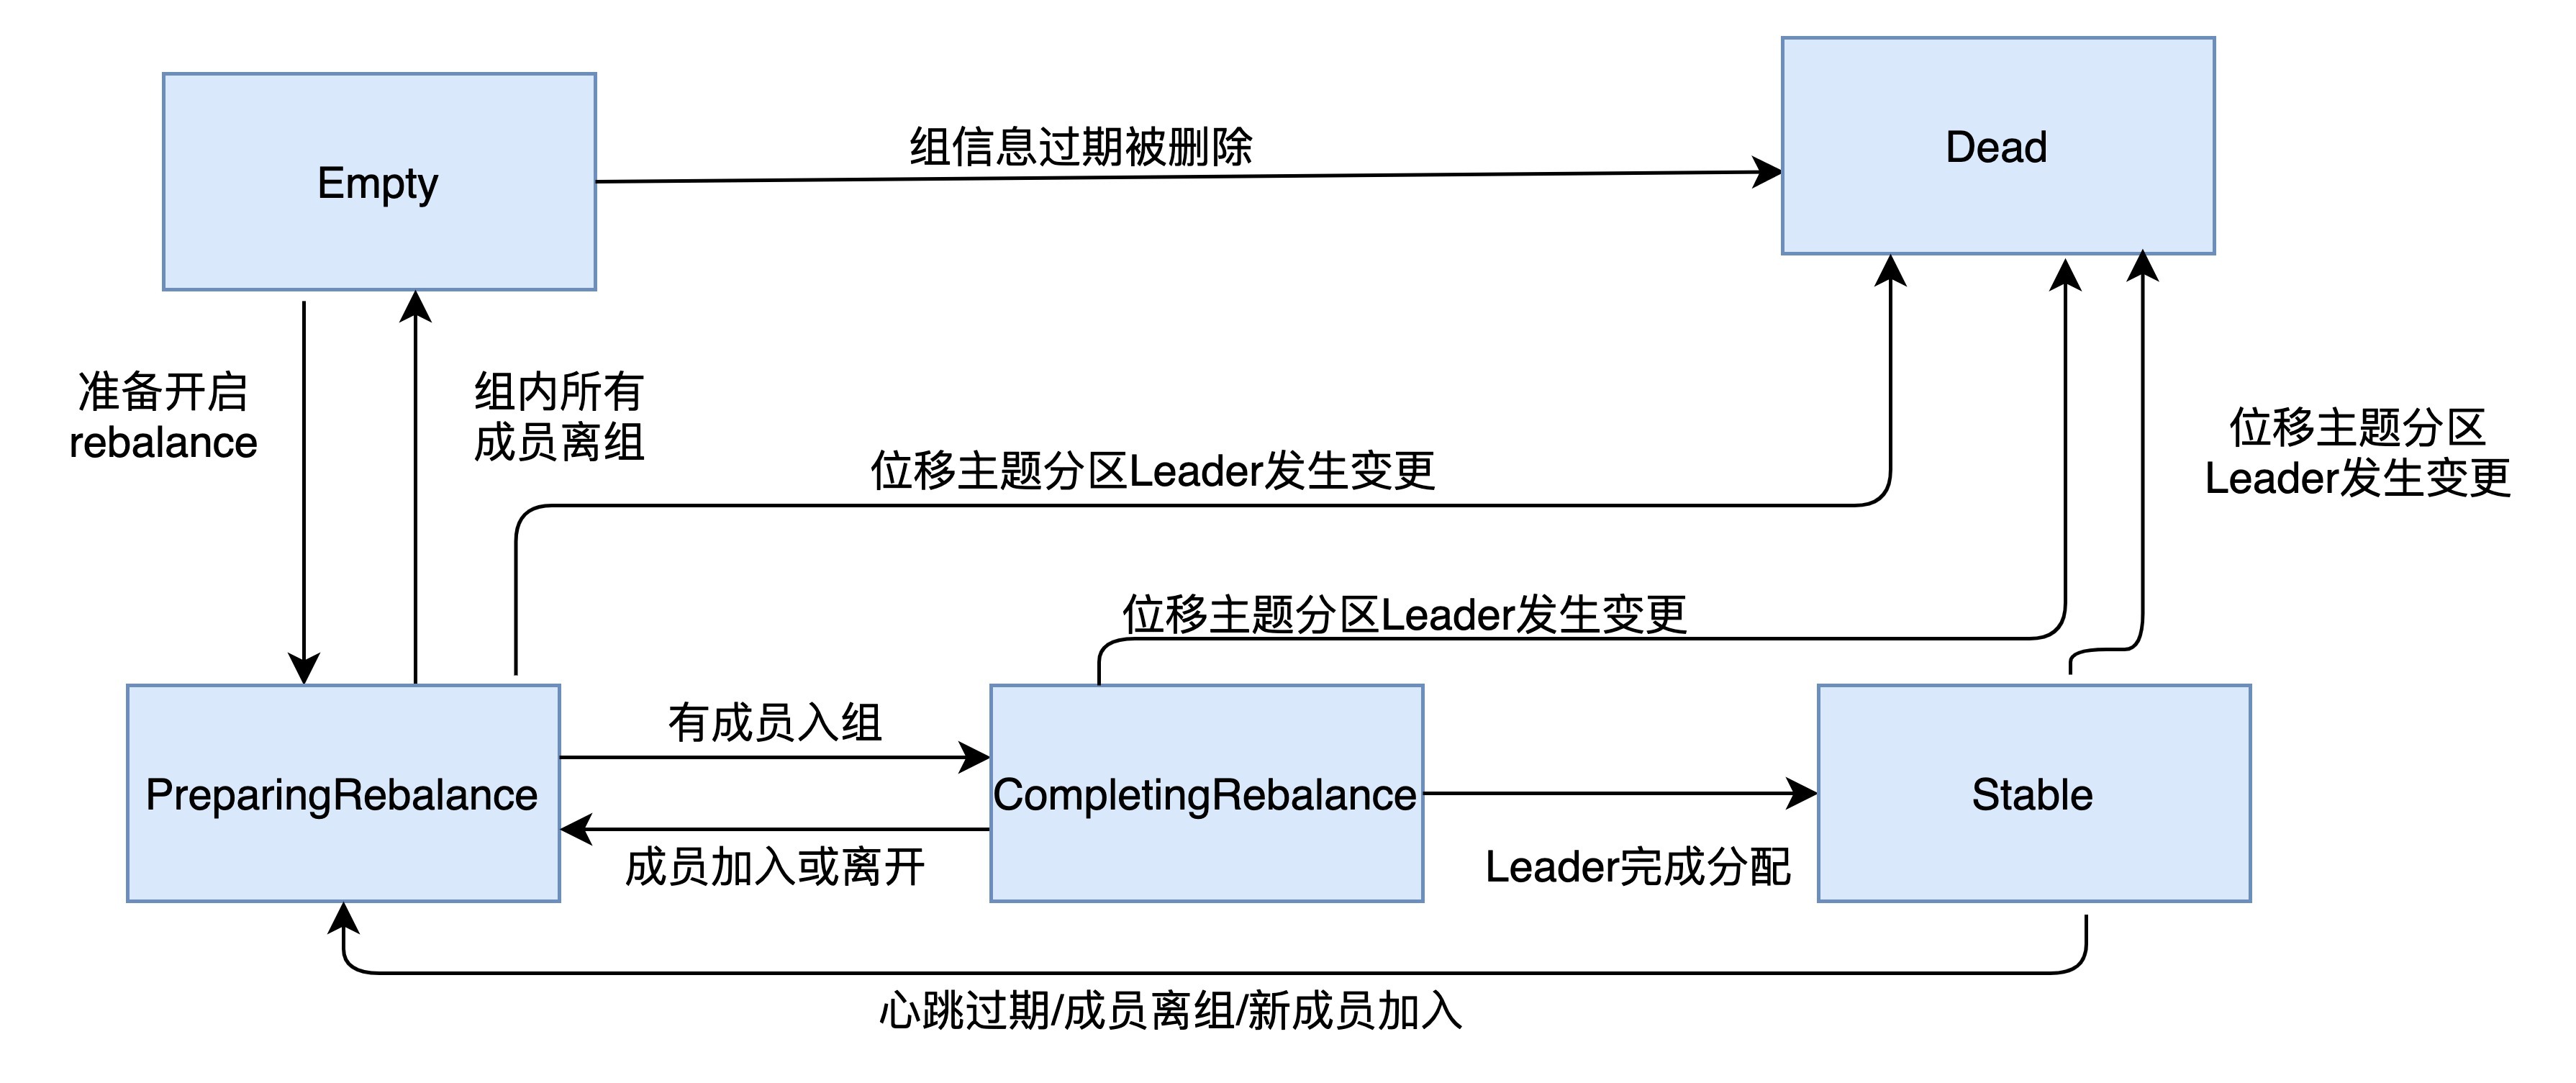 Empty
组信息过期被删除
Dead
准备开启
rebalance
组内所有
成员离组
位移主题分区Leader发生变更
位移主题分区
Leader发生变更
位移主题分区Leader发生变更
PreparingRebalance
有成员入组
成员加入或离开
CompletingRebalance
Leader完成分配
Stable
心跳过期/成员离组/新成员加入